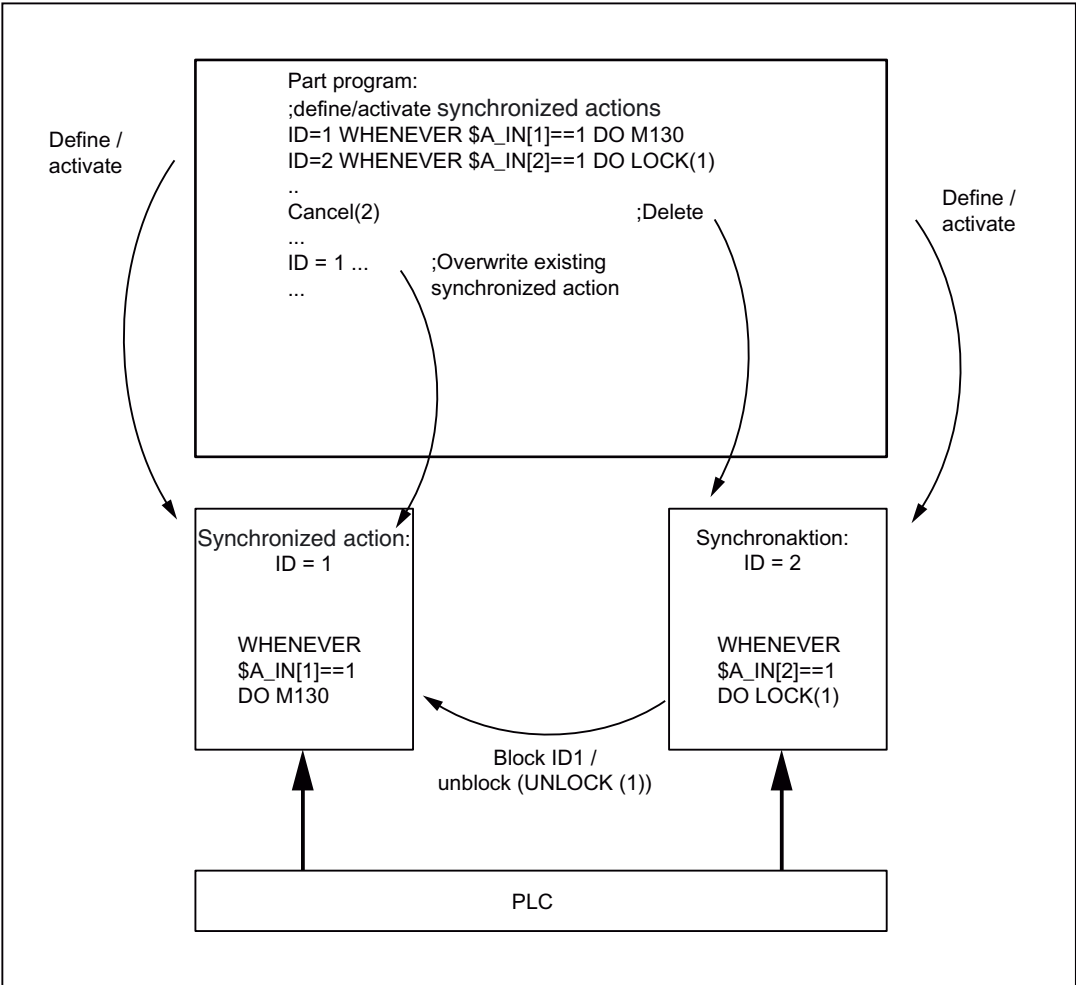 Part program:
;define/activate synchronized actions
ID=1 WHENEVER $A_IN[1]==1 DO M130
ID=2 WHENEVER $A_IN[2]==1 DO LOCK(1)
..
Cancel(2) ;Delete
...
ID = 1 ... ;Overwrite existing
synchronized action
...
Define /
activate
Define /
activate
Synchronized action:
ID = 1
WHENEVER
$A_IN[1]==1
DO M130
Synchronaktion:
ID = 2
WHENEVER
$A_IN[2]==1
DO LOCK(1)
Block ID1 /
unblock (UNLOCK (1))
PLC